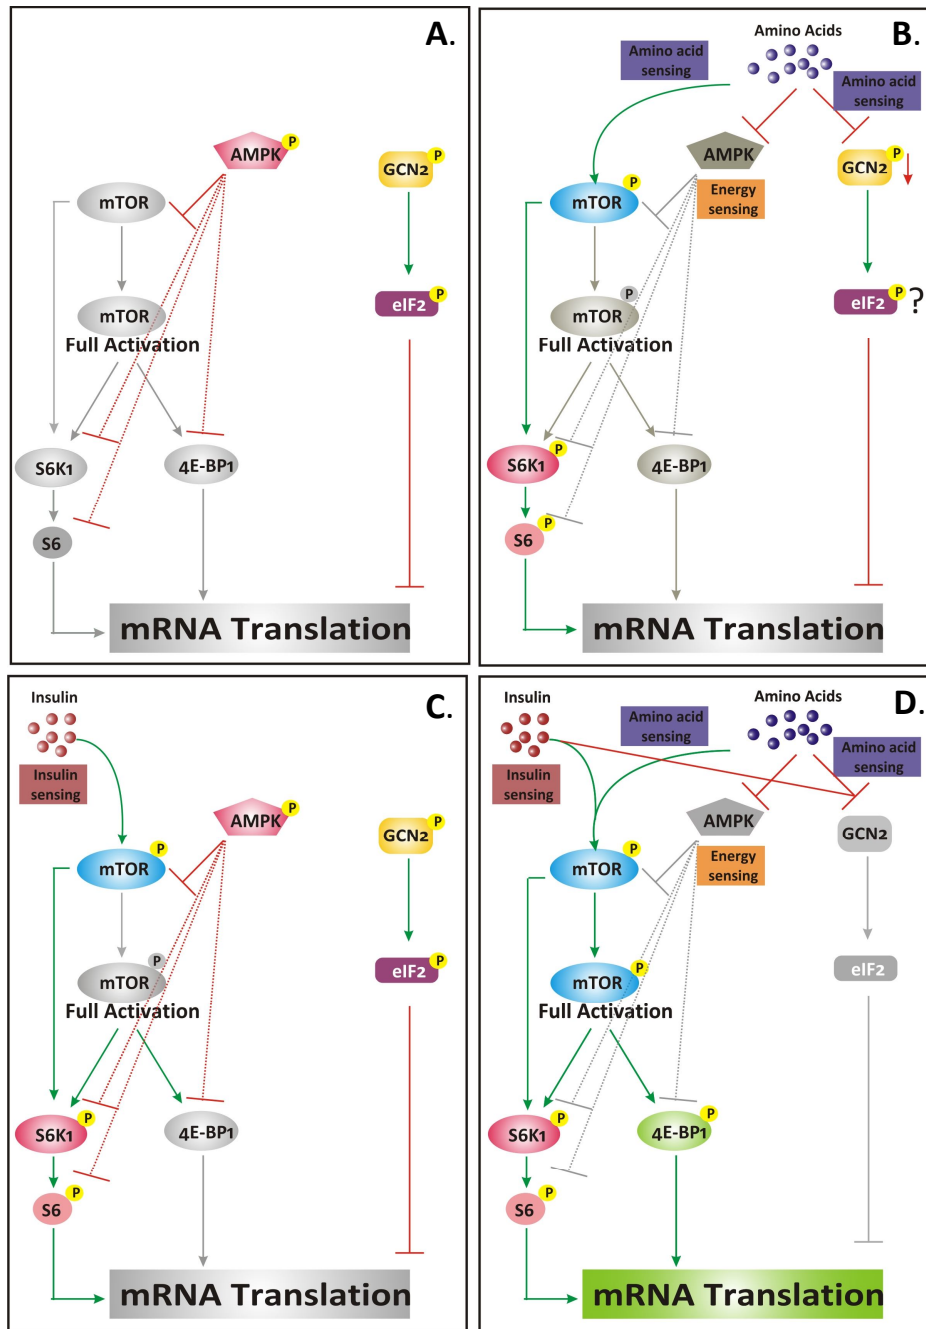 A.
P
AMPK
P
GCN2
mTOR
P
eIF2
mTOR
Full Activation
S6K1
4E-BP1
S6
mRNA Translation
Amino Acids
B.
Amino acid
sensing
Amino acid
sensing
AMPK
P
GCN2
P
mTOR
Energy
sensing
P
P
eIF2
?
mTOR
Full Activation
P
S6K1
4E-BP1
P
S6
mRNA Translation
Insulin
C.
Insulin
sensing
P
AMPK
P
GCN2
P
mTOR
P
P
eIF2
mTOR
Full Activation
P
S6K1
4E-BP1
P
S6
mRNA Translation
Insulin
Amino Acids
D.
Amino acid
sensing
Amino acid
sensing
Insulin
sensing
AMPK
GCN2
P
mTOR
Energy
sensing
P
eIF2
mTOR
Full Activation
P
P
S6K1
4E-BP1
P
S6
mRNA Translation